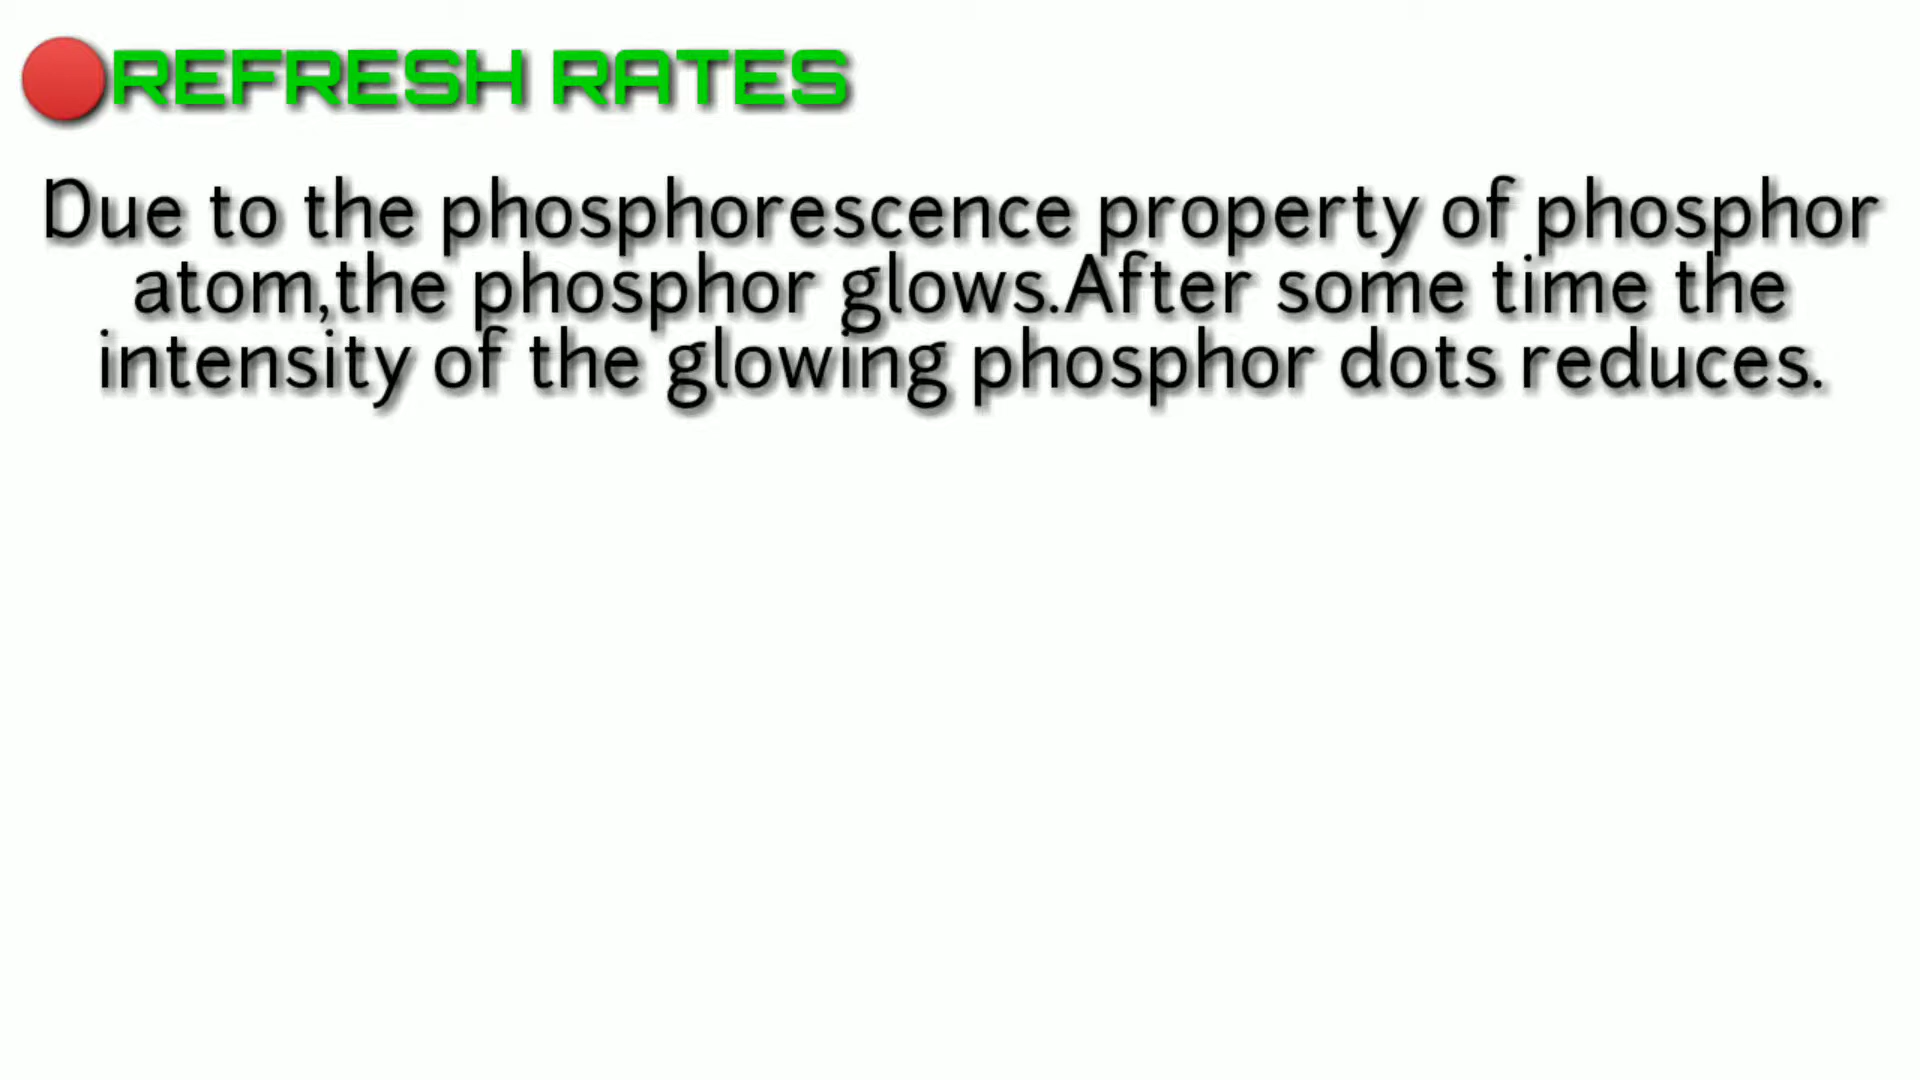 REFRESH RATES
Due to the phosphorescence property of phosphor
atom,the phosphor glows.After some time the
intensity of the glowing phosphor dots reduces.